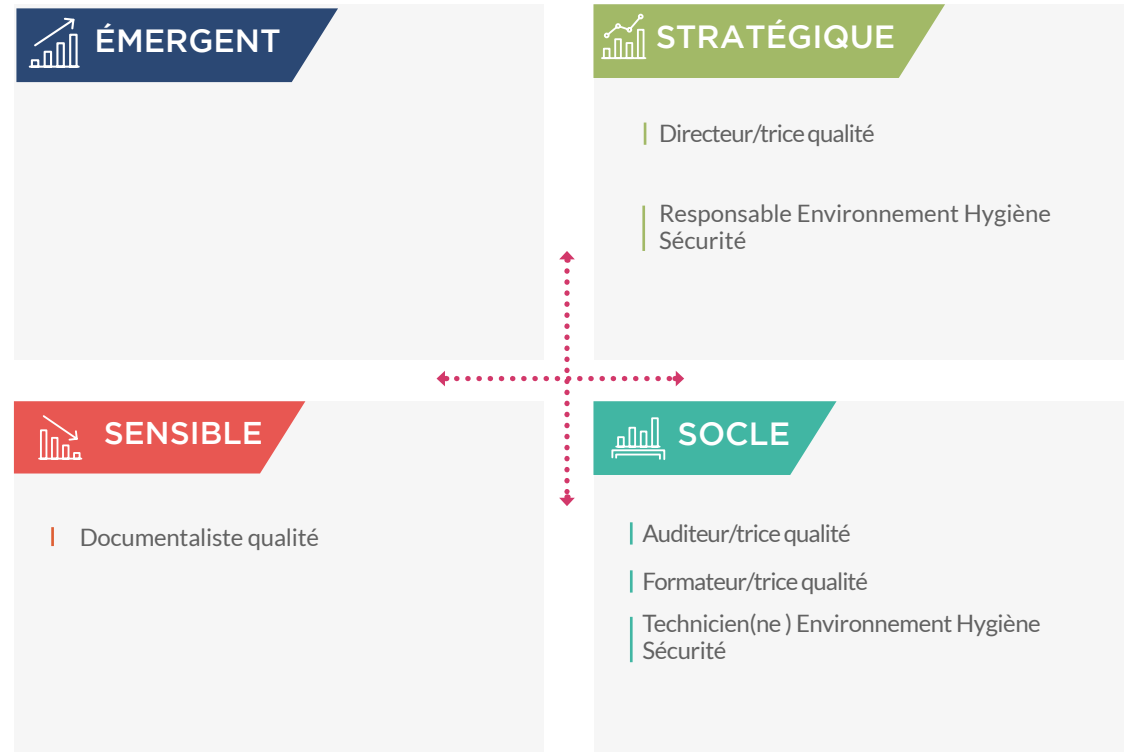 ÉMERGENT
STRATÉGIQUE
Directeur/trice qualité
Responsable Environnement Hygiène
Sécurité
SENSIBLE
Documentaliste qualité
SOCLE
Auditeur/trice qualité
Formateur/trice qualité
Technicien(ne ) Environnement Hygiène
Sécurité